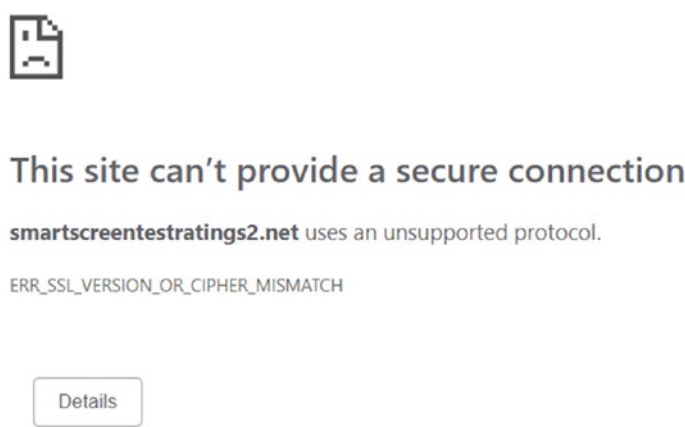 This site can’t provide a secure connection
smartscreentestratings2.net uses an unsupported protocol.
ERR_SSL_VERSION_OR_CIPHER_MISMATCH
Details